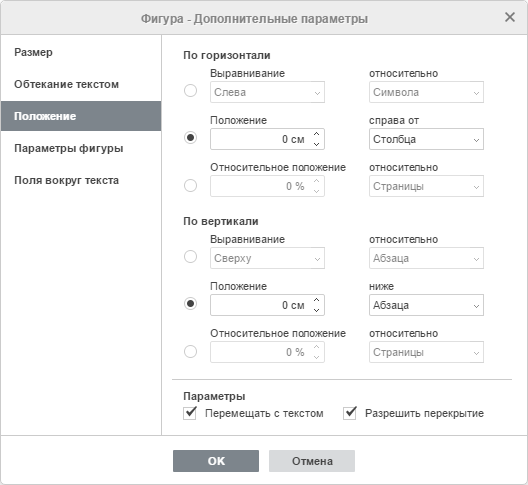 Фигура - Дополнительные параметры
Размер
Обтекание текстом
Положение
Параметры фигуры
Поля вокруг текста
По горизонтали
Выравнивание относительно
Слева Символа
Положение справа от
0 см Столбца
Относительное положение относительно
0 % Страницы
По вертикали
Выравнивание относительно
Сверху Абзаца
Положение ниже
0 см Абзаца
Относительное положение относительно
0 % Страницы
Параметры
Перемещать с текстом Разрешить перекрытие
OK Отмена